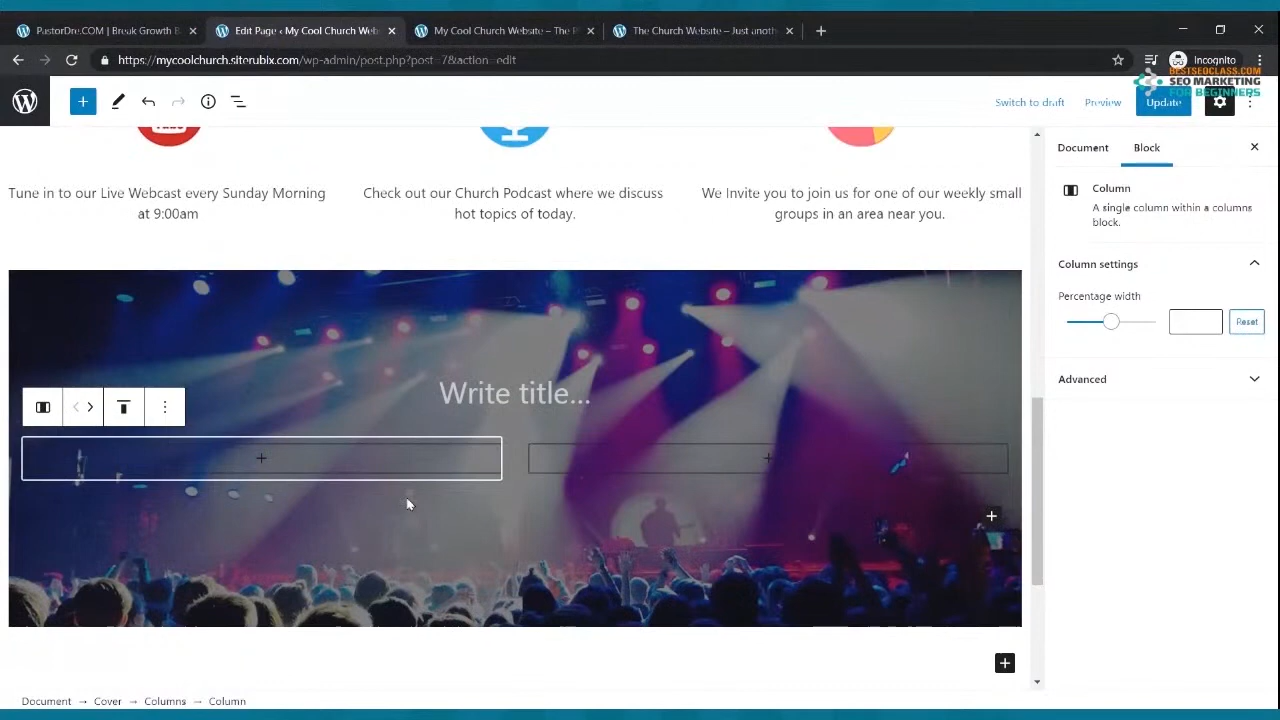 PastorDre.COM | Break Growth B
Edit Page ‹ My Cool Church Web
My Cool Church Website – The P
The Church Website – Just anoth
https://mycoolchurch.siterubix.com/wp-admin/post.php?post=7&action=edit
Incognito
BESTSEOCLASS.COM
SEO MARKETING
FOR BEGINNERS
Switch to draft
Preview
Update
Document
Block
Tune in to our Live Webcast every Sunday Morning
at 9:00am
Check out our Church Podcast where we discuss
hot topics of today.
We Invite you to join us for one of our weekly small
groups in an area near you.
Column
A single column within a columns
block.
Column settings
Percentage width
Reset
Advanced
Write title...
Document → Cover → Columns → Column